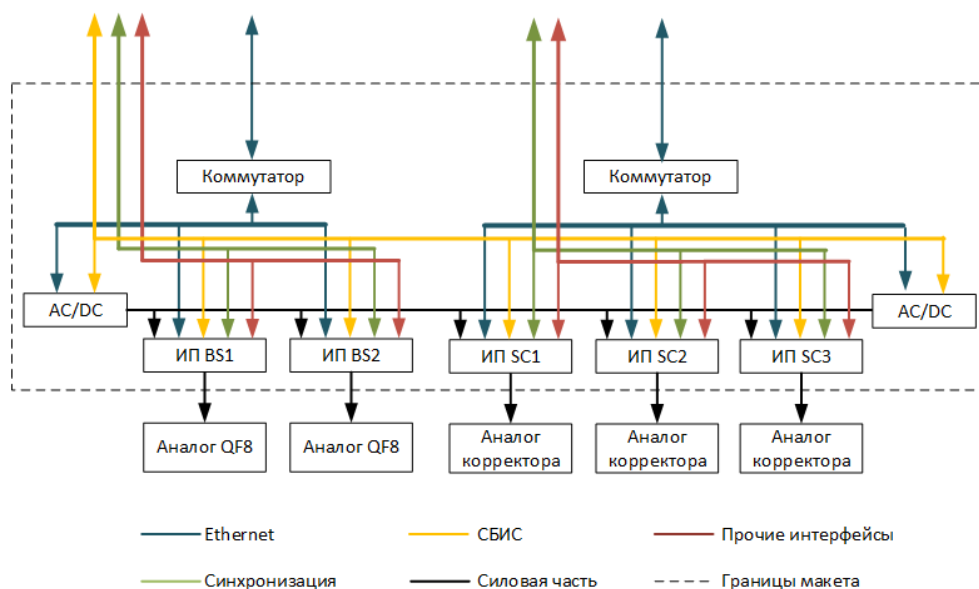 Коммутатор
Коммутатор
AC/DC
AC/DC
ИП BS1
ИП BS2
ИП SC1
ИП SC2
ИП SC3
Аналог QF8
Аналог QF8
Аналог
корректора
Аналог
корректора
Аналог
корректора
Ethernet
СБИС
Прочие интерфейсы
Синхронизация
Силовая часть
Границы макета